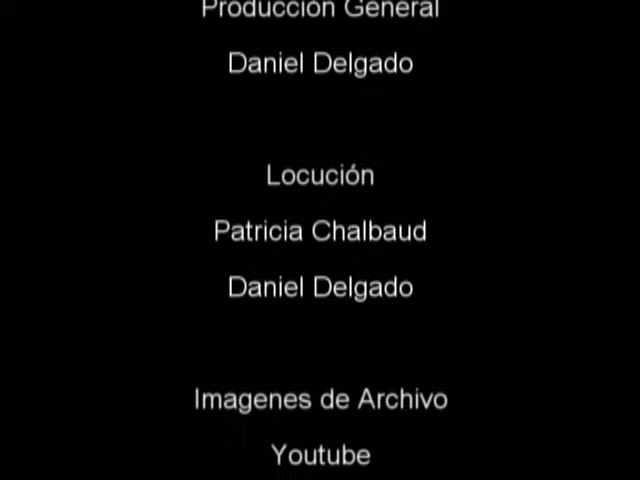 Producción General
Daniel Delgado
Locución
Patricia Chalbaud
Daniel Delgado
Imagenes de Archivo
Youtube